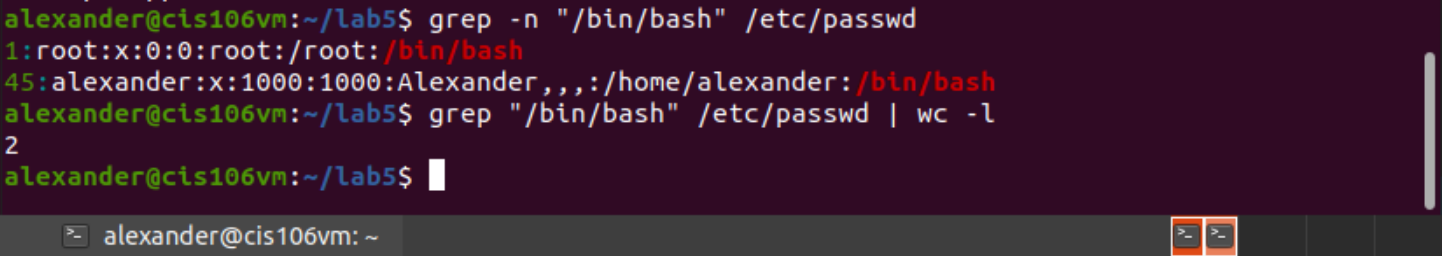 alexander@cis106vm:~/lab5$ grep -n "/bin/bash" /etc/passwd
1:root:x:0:0:root:/root:/bin/bash
45:alexander:x:1000:1000:Alexander,,,:/home/alexander:/bin/bash
alexander@cis106vm:~/lab5$ grep "/bin/bash" /etc/passwd | wc -l
2
alexander@cis106vm:~/lab5$
alexander@cis106vm: ~